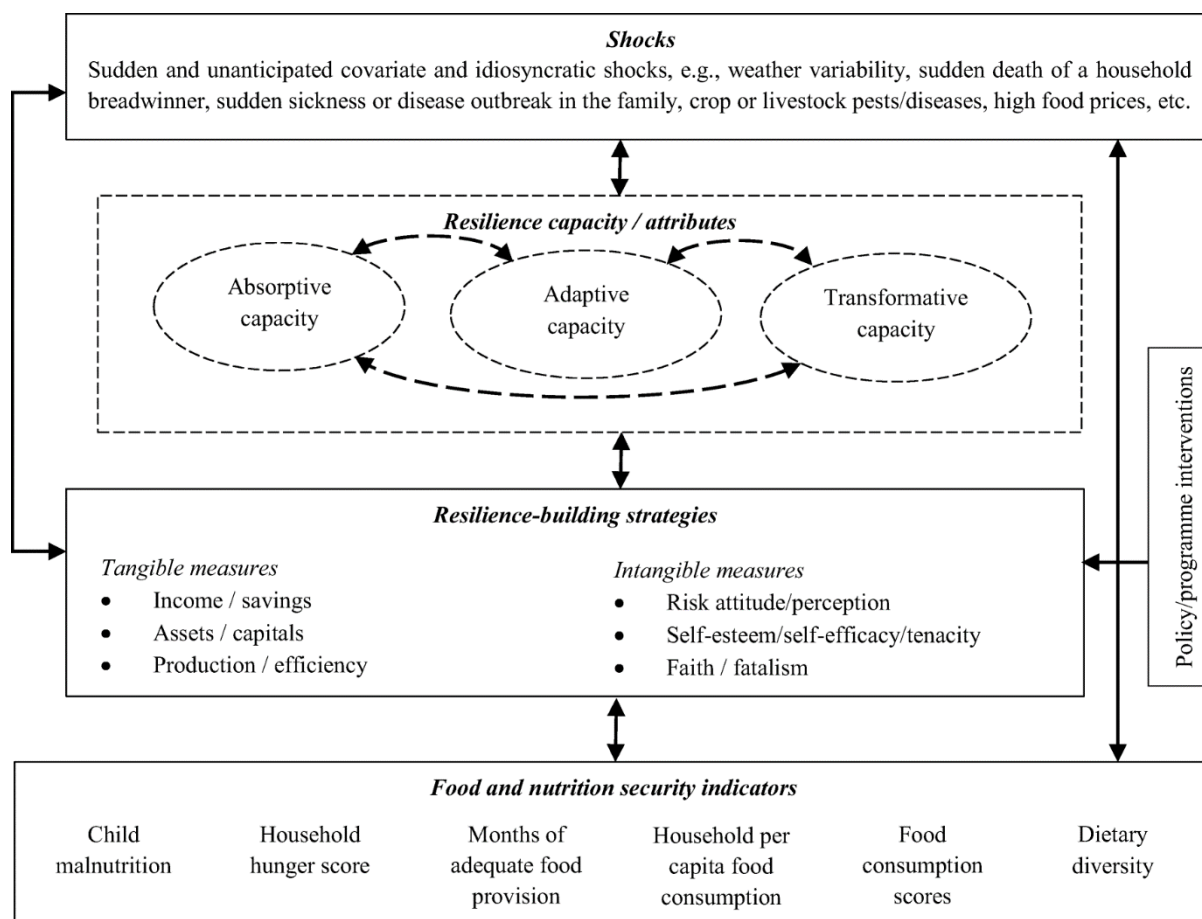 Shocks
Sudden and unanticipated covariate and idiosyncratic shocks, e.g., weather variability, sudden death of a household
breadwinner, sudden sickness or disease outbreak in the family, crop or livestock pests/diseases, high food prices, etc.
Resilience capacity / attributes
Absorptive
capacity
Adaptive
capacity
Transformative
capacity
Policy/programme interventions
Resilience-building strategies
Tangible measures
• Income / savings
• Assets / capitals
• Production / efficiency
Intangible measures
• Risk attitude/perception
• Self-esteem/self-efficacy/tenacity
• Faith / fatalism
Food and nutrition security indicators
Child
malnutrition
Household
hunger score
Months of
adequate food
provision
Household per
capita food
consumption
Food
consumption
scores
Dietary
diversity